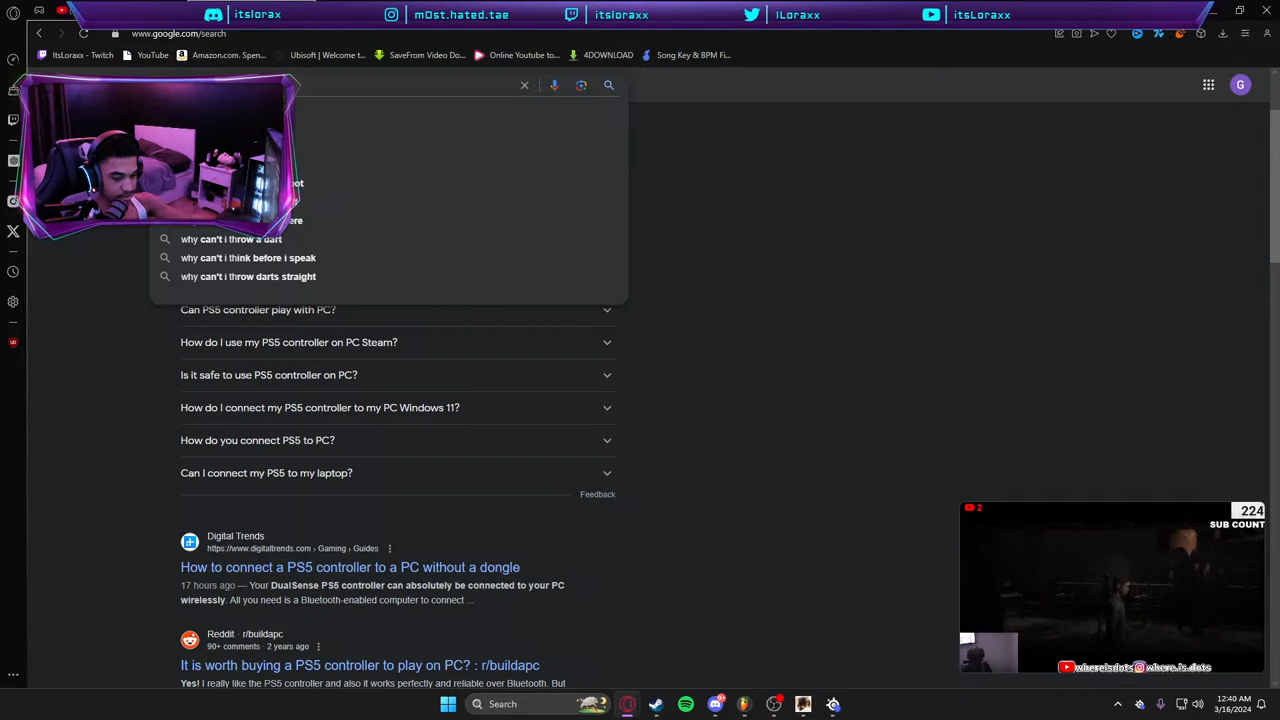 itslorax
m0st.hated.tae
itsloraxx
ILoraxx
itsLoraxx
www.google.com/search
ItsLoraxx - Twitch
YouTube
Amazon.com. Spen...
Ubisoft | Welcome t...
SaveFrom Video Do...
Online Youtube to...
4DOWNLOAD
Song Key & BPM Fi...
G
why can't i throw a dart
why can't i think before i speak
why can't i throw darts straight
Can PS5 controller play with PC?
How do I use my PS5 controller on PC Steam?
Is it safe to use PS5 controller on PC?
How do I connect my PS5 controller to my PC Windows 11?
How do you connect PS5 to PC?
Can I connect my PS5 to my laptop?
Feedback
Digital Trends
https://www.digitaltrends.com › Gaming › Guides
How to connect a PS5 controller to a PC without a dongle
17 hours ago — Your DualSense PS5 controller can absolutely be connected to your PC
wirelessly. All you need is a Bluetooth-enabled computer to connect ...
Reddit · r/buildapc
90+ comments · 2 years ago
It is worth buying a PS5 controller to play on PC? : r/buildapc
Yes! I really like the PS5 controller and also it works perfectly and reliable over Bluetooth. But
2
224
SUB COUNT
whereisdots
where.is.dots
Search
12:40 AM
3/16/2024